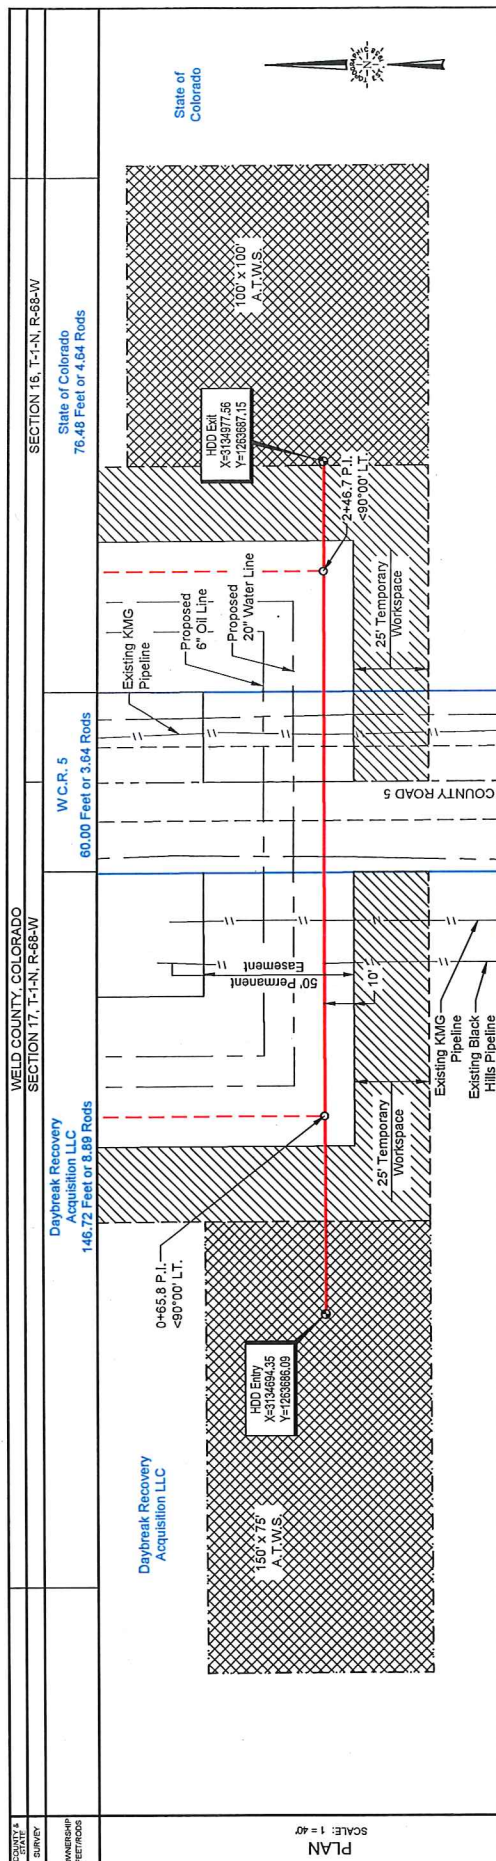 COUNTY &
STATE
WELD COUNTY, COLORADO
SURVEY
SECTION 17, T-1-N, R-68-W
SECTION 16, T-1-N, R-68-W
Daybreak Recovery
Acquisition LLC
146.72 Feet or 8.89 Rods
W.C.R. 5
60.00 Feet or 3.64 Rods
State of Colorado
76.48 Feet or 4.64 Rods
Daybreak Recovery
Acquisition LLC
State of
Colorado
0+65.8 P.I.
<90°00' LT.
HDD Entry
X=3134694.35
Y=1263686.09
150' x 75'
A.T.W.S.
50' Permanent
Easement
10'
25' Temporary
Workspace
Existing KMG
Pipeline
Existing Black
Hills Pipeline
COUNTY ROAD 5
Existing KMG
Pipeline
Proposed
6" Oil Line
Proposed
20" Water Line
HDD Exit
X=3134977.56
Y=1263687.15
2+46.7 P.I.
<90°00' LT.
25' Temporary
Workspace
100' x 100'
A.T.W.S.
N
PLAN
SCALE: 1 = 40'